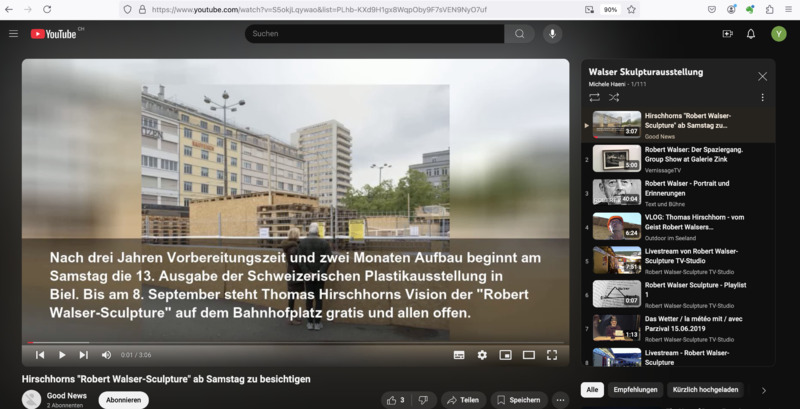 https://www.youtube.com/watch?v=S5okjLqywao&list=PLhb-KXd9H1gx8WqpOby9F7sVEN9NyO7uf
90%
YouTube CH
Suchen
Y
Nach drei Jahren Vorbereitungszeit und zwei Monaten Aufbau beginnt am
Samstag die 13. Ausgabe der Schweizerischen Plastikausstellung in
Biel. Bis am 8. September steht Thomas Hirschhorns Vision der "Robert
Walser-Sculpture" auf dem Bahnhofplatz gratis und allen offen.
0:01 / 3:06
Hirschhorns "Robert Walser-Sculpture" ab Samstag zu besichtigen
Good News
2 Abonnenten
Abonnieren
3
Teilen
Speichern
Walser Skulpturausstellung
Michele Haeni - 1/111
3:07
Hirschhorns "Robert Walser-
Sculpture" ab Samstag zu...
Good News
2
5:00
Robert Walser: Der Spaziergang.
Group Show at Galerie Zink
VernissageTV
3
40:04
Robert Walser - Portrait und
Erinnerungen
Text und Bühne
4
6:24
VLOG: Thomas Hirschhorn - vom
Geist Robert Walsers...
Outdoor im Seeland
5
7:51
Livestream von Robert Walser-
Sculpture TV-Studio
Robert Walser-Sculpture TV-Studio
6
0:07
Robert Walser Sculpture - Playlist
1
Robert Walser-Sculpture TV-Studio
7
1:13
Das Wetter / la météo mit / avec
Parzival 15.06.2019
Robert Walser-Sculpture TV-Studio
8
Livestream - Robert Walser-
Sculpture
Alle
Empfehlungen
Kürzlich hochgeladen